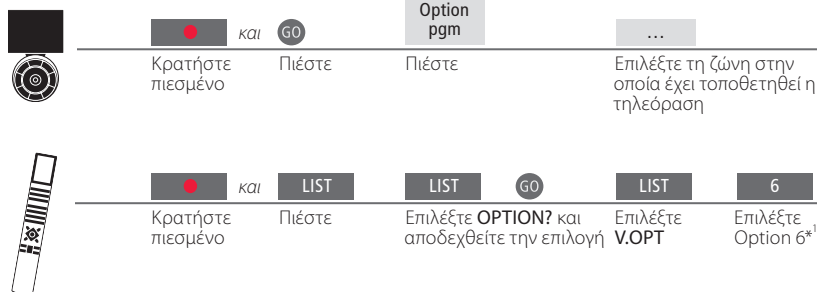 Option
pgm
και GO …
Κρατήστε Πιέστε Πιέστε Επιλέξτε τη ζώνη στην
πιεσμένο οποία έχει τοποθετηθεί η
τηλεόραση
και LIST LIST GO LIST 6
Κρατήστε Πιέστε Επιλέξτε OPTION? και Επιλέξτε Επιλέξτε
πιεσμένο αποδεχθείτε την επιλογή V.OPT Option 6*1